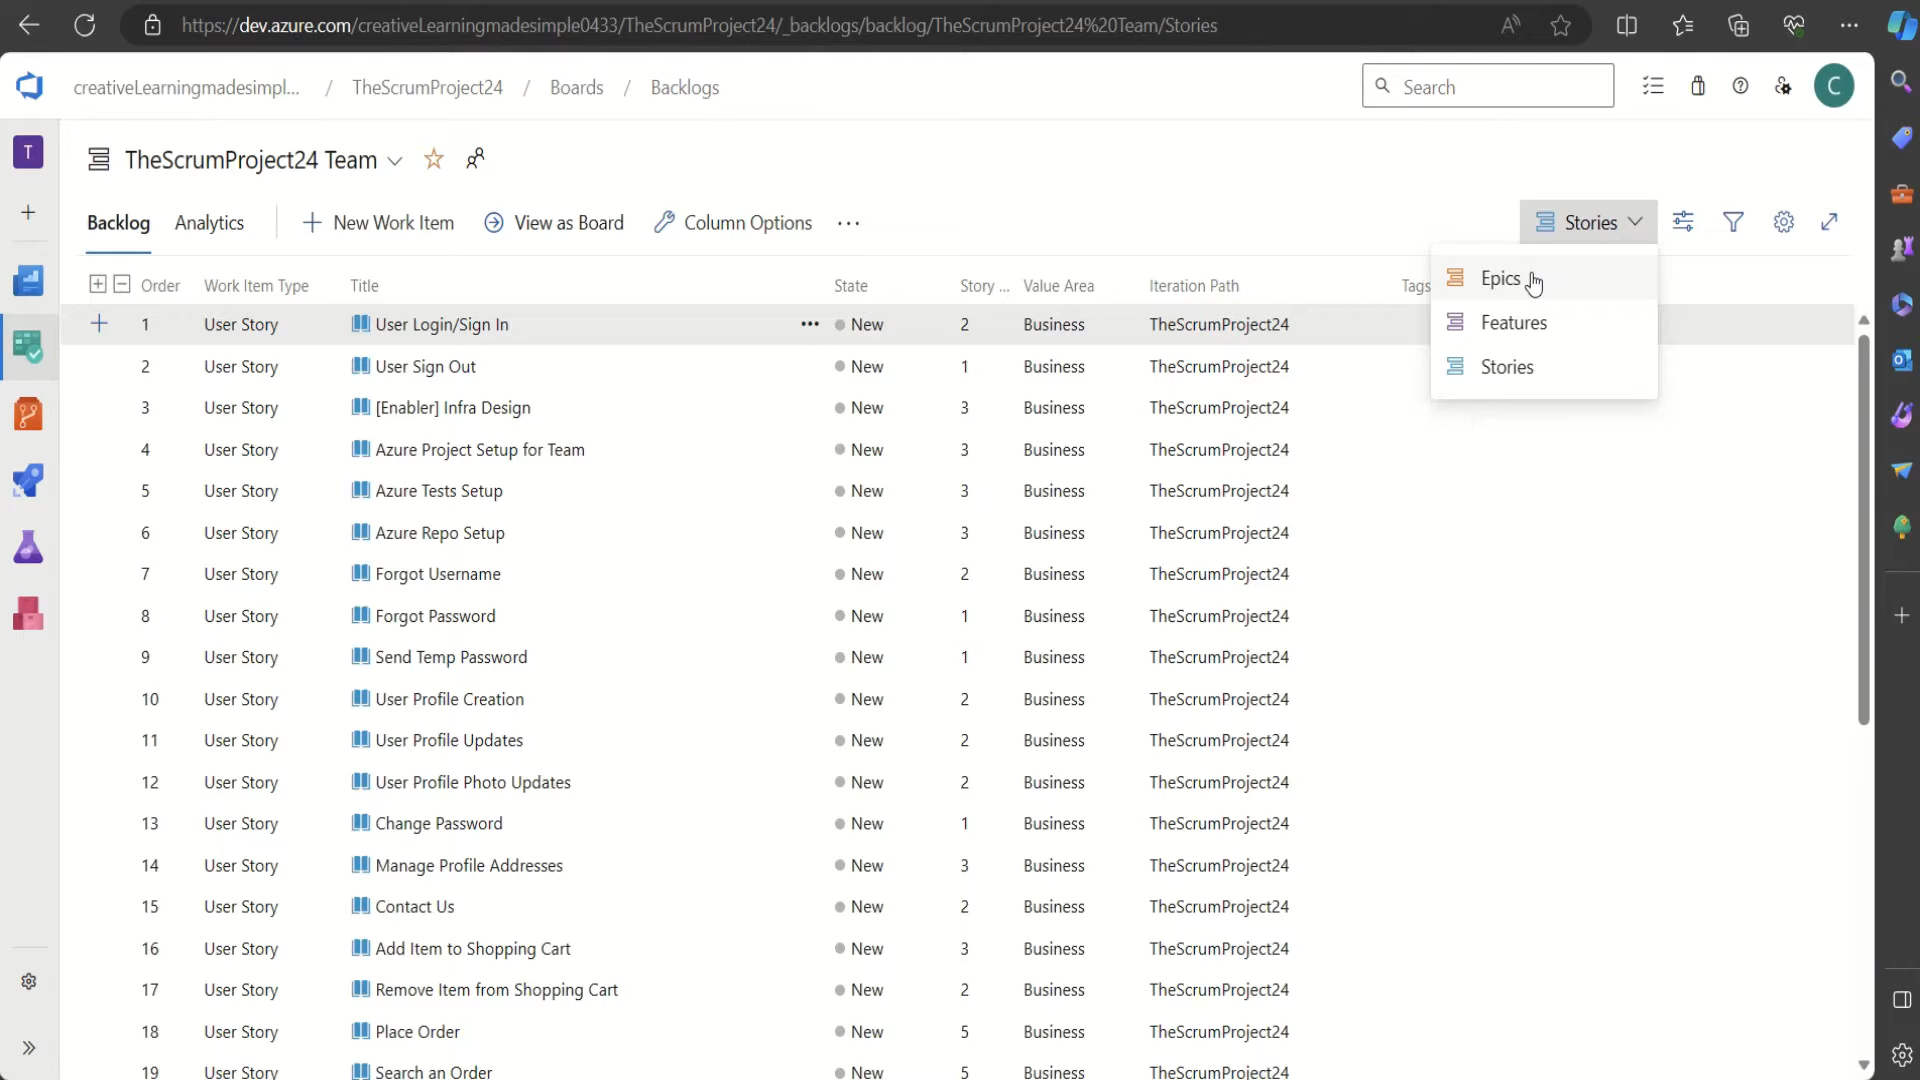 https://dev.azure.com/creativeLearningmadesimple0433/TheScrumProject24/_backlogs/backlog/TheScrumProject24%20Team/Stories
creativeLearningmadesimpl... / TheScrumProject24 / Boards / Backlogs
Search
C
T
TheScrumProject24 Team
Backlog Analytics New Work Item View as Board Column Options
Stories
Epics
Features
Stories
Order Work Item Type Title State Story ... Value Area Iteration Path Tags
1 User Story User Login/Sign In New 2 Business TheScrumProject24
2 User Story User Sign Out New 1 Business TheScrumProject24
3 User Story [Enabler] Infra Design New 3 Business TheScrumProject24
4 User Story Azure Project Setup for Team New 3 Business TheScrumProject24
5 User Story Azure Tests Setup New 3 Business TheScrumProject24
6 User Story Azure Repo Setup New 3 Business TheScrumProject24
7 User Story Forgot Username New 2 Business TheScrumProject24
8 User Story Forgot Password New 1 Business TheScrumProject24
9 User Story Send Temp Password New 1 Business TheScrumProject24
10 User Story User Profile Creation New 2 Business TheScrumProject24
11 User Story User Profile Updates New 2 Business TheScrumProject24
12 User Story User Profile Photo Updates New 2 Business TheScrumProject24
13 User Story Change Password New 1 Business TheScrumProject24
14 User Story Manage Profile Addresses New 3 Business TheScrumProject24
15 User Story Contact Us New 2 Business TheScrumProject24
16 User Story Add Item to Shopping Cart New 3 Business TheScrumProject24
17 User Story Remove Item from Shopping Cart New 2 Business TheScrumProject24
18 User Story Place Order New 5 Business TheScrumProject24
19 User Story Search an Order New 5 Business TheScrumProject24